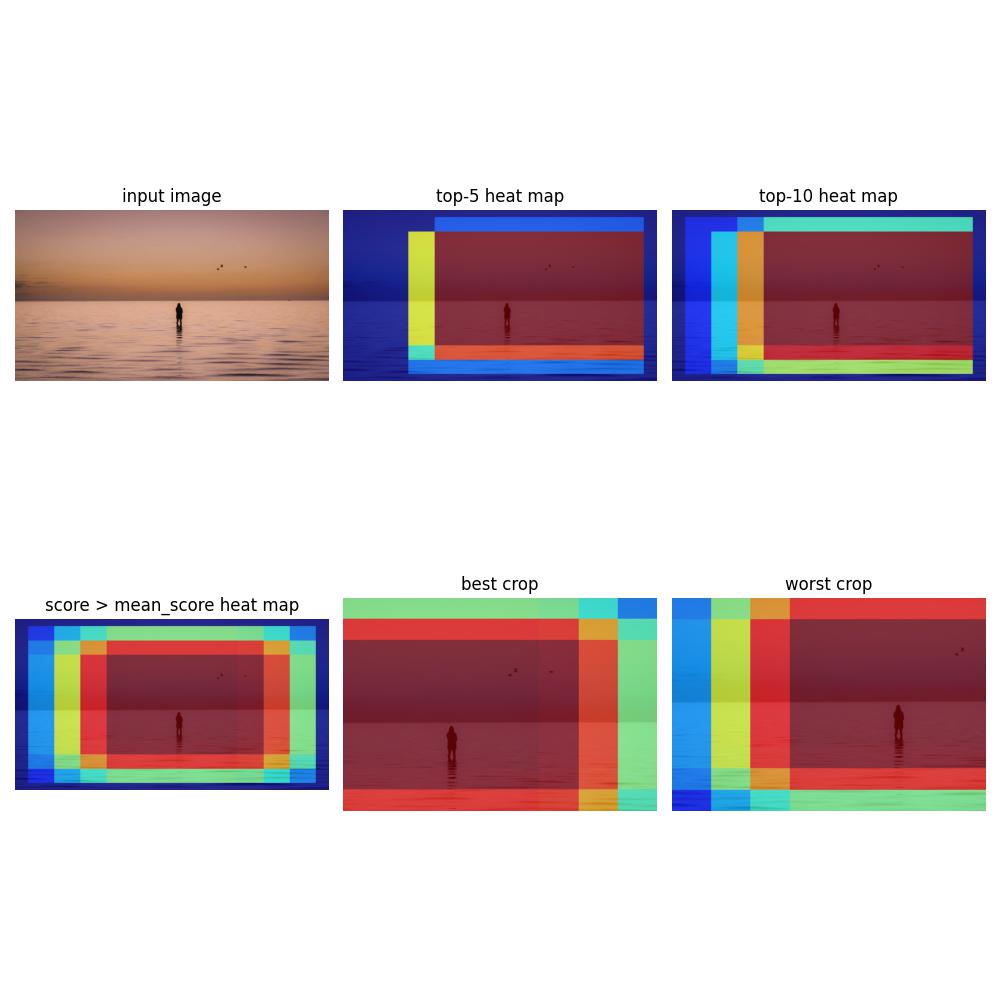 input image
top-5 heat map
top-10 heat map
score > mean_score heat map
best crop
worst crop